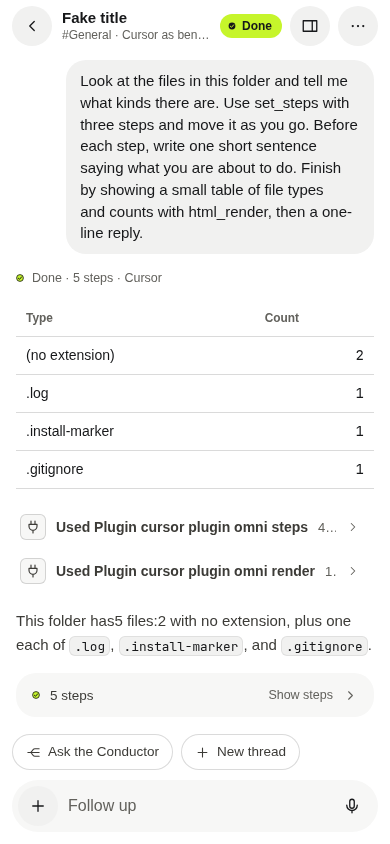 Fake title
#General · Cursor as ben…
Done
Look at the files in this folder and tell me
what kinds there are. Use set_steps with
three steps and move it as you go. Before
each step, write one short sentence
saying what you are about to do. Finish
by showing a small table of file types
and counts with html_render, then a one-
line reply.
Done · 5 steps · Cursor
Type Count
(no extension) 2
.log 1
.install-marker 1
.gitignore 1
Used Plugin cursor plugin omni steps 4…
Used Plugin cursor plugin omni render 1.
This folder has5 files:2 with no extension, plus one
each of .log, .install-marker, and .gitignore.
5 steps Show steps
Ask the Conductor New thread
Follow up